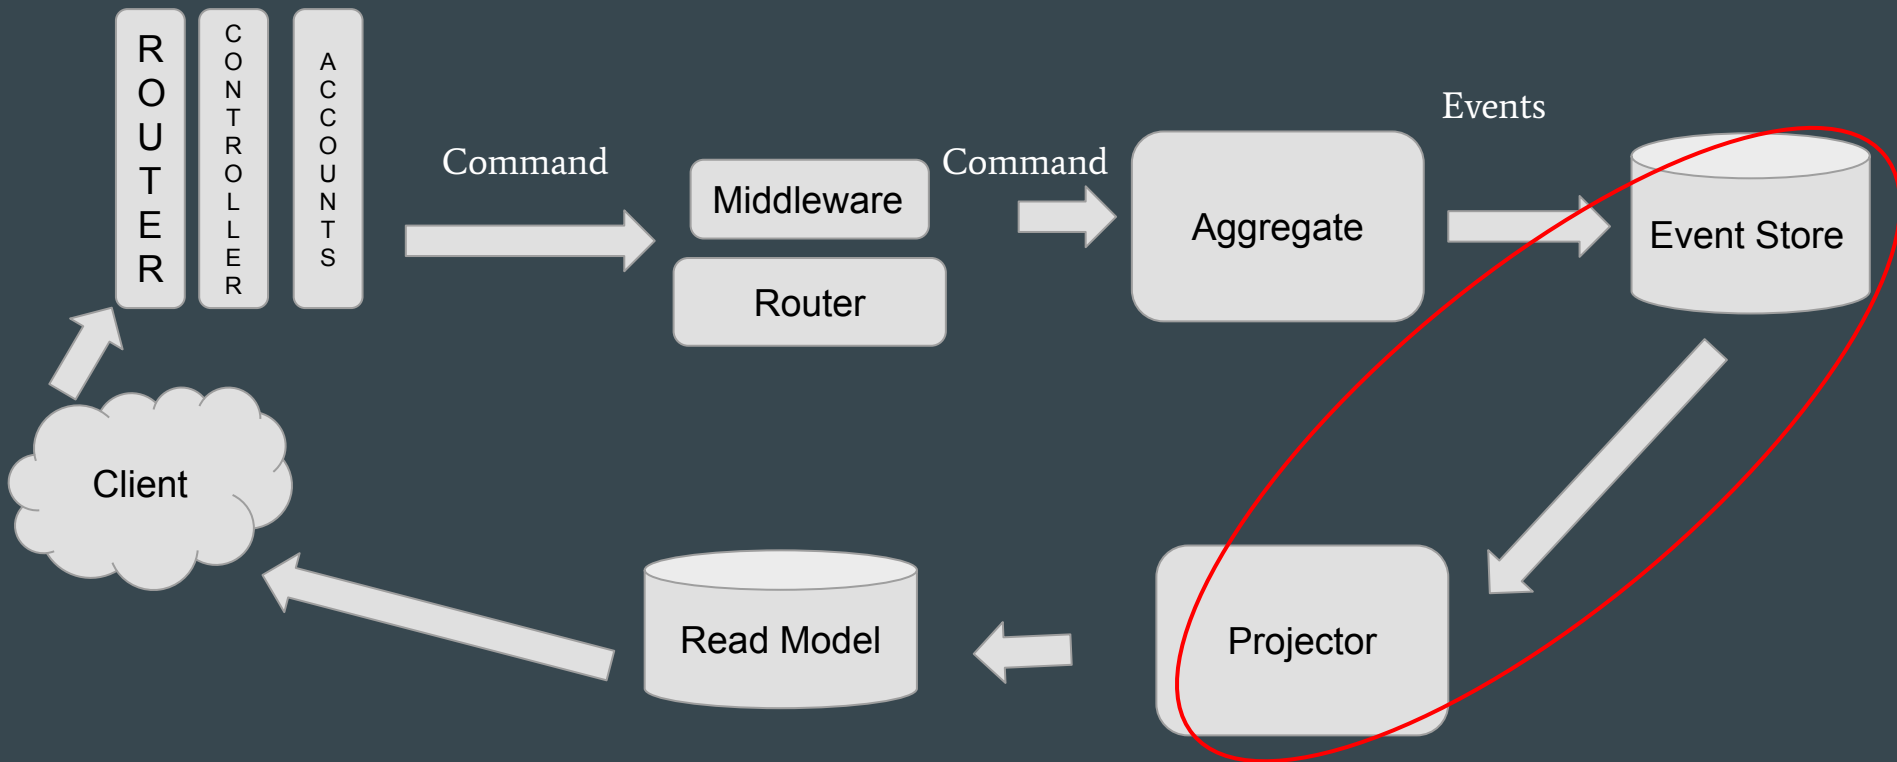 ROUTER
CONTROLLER
ACCOUNTS
Command
Middleware
Router
Command
Aggregate
Events
Event Store
Client
Read Model
Projector